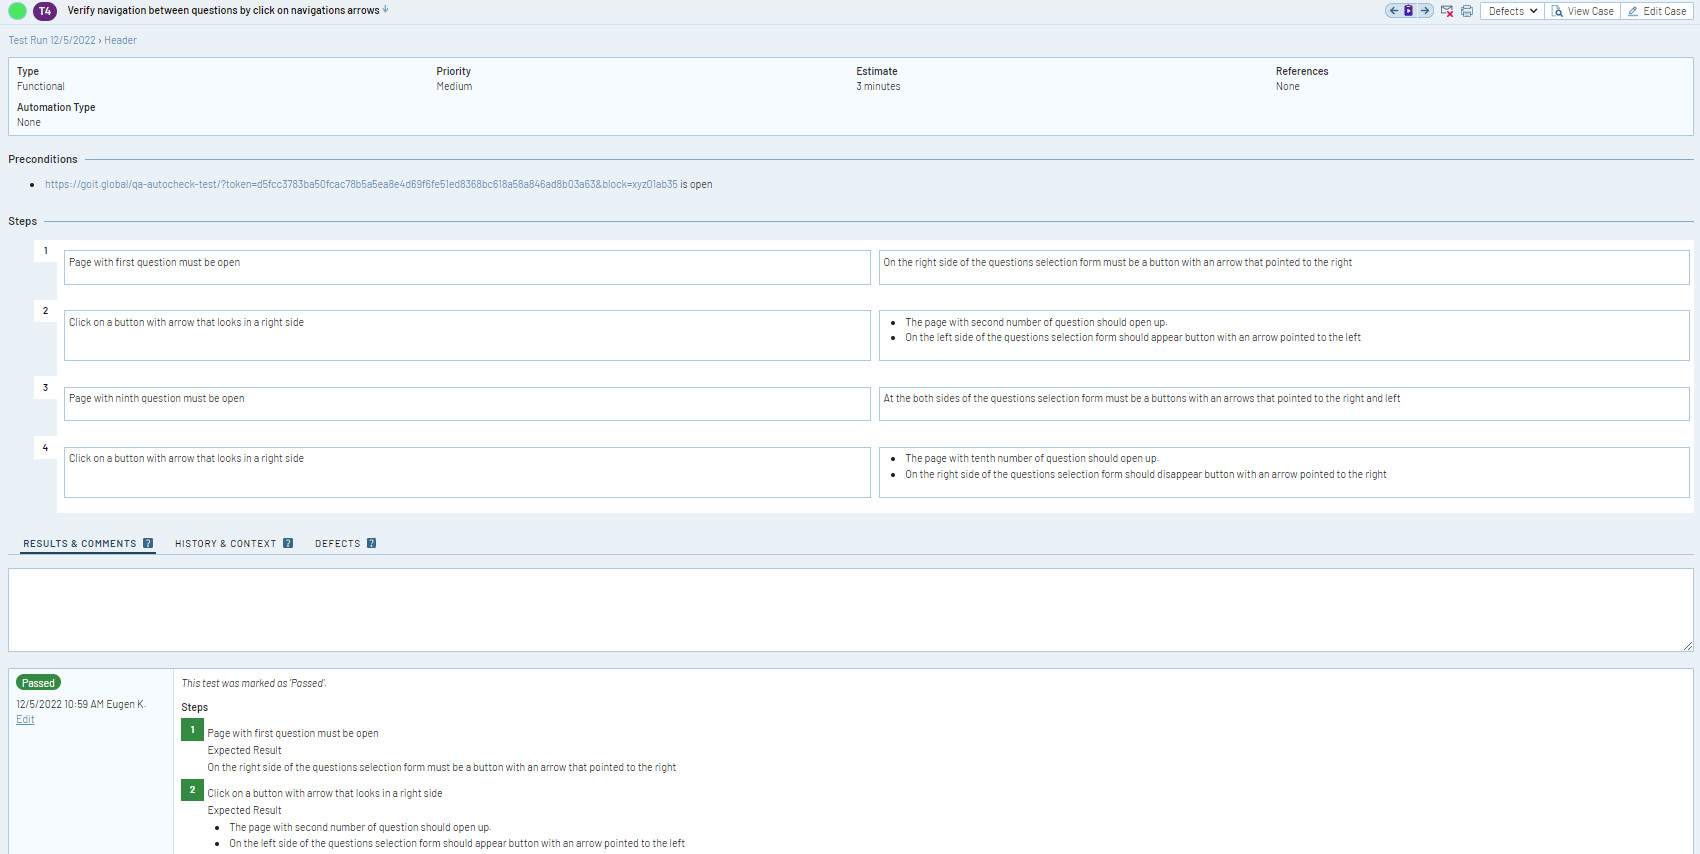 T4 Verify navigation between questions by click on navigations arrows
Defects View Case Edit Case
Test Run 12/5/2022 › Header
Type Priority Estimate References
Functional Medium 3 minutes None
Automation Type
None
Preconditions
https://goit.global/qa-autocheck-test/?token=d5fcc3783ba50fcac78b5a5ea8e4d69f6fe51ed8368bc618a58a846ad8b03a63&block=xyz01ab35 is open
Steps
1 Page with first question must be open On the right side of the questions selection form must be a button with an arrow that pointed to the right
2 Click on a button with arrow that looks in a right side
The page with second number of question should open up.
On the left side of the questions selection form should appear button with an arrow pointed to the left
3 Page with ninth question must be open At the both sides of the questions selection form must be a buttons with an arrows that pointed to the right and left
4 Click on a button with arrow that looks in a right side
The page with tenth number of question should open up.
On the right side of the questions selection form should disappear button with an arrow pointed to the right
RESULTS & COMMENTS ? HISTORY & CONTEXT ? DEFECTS ?
Passed
12/5/2022 10:59 AM Eugen K.
Edit
This test was marked as 'Passed'.
Steps
1 Page with first question must be open
Expected Result
On the right side of the questions selection form must be a button with an arrow that pointed to the right
2 Click on a button with arrow that looks in a right side
Expected Result
The page with second number of question should open up.
On the left side of the questions selection form should appear button with an arrow pointed to the left